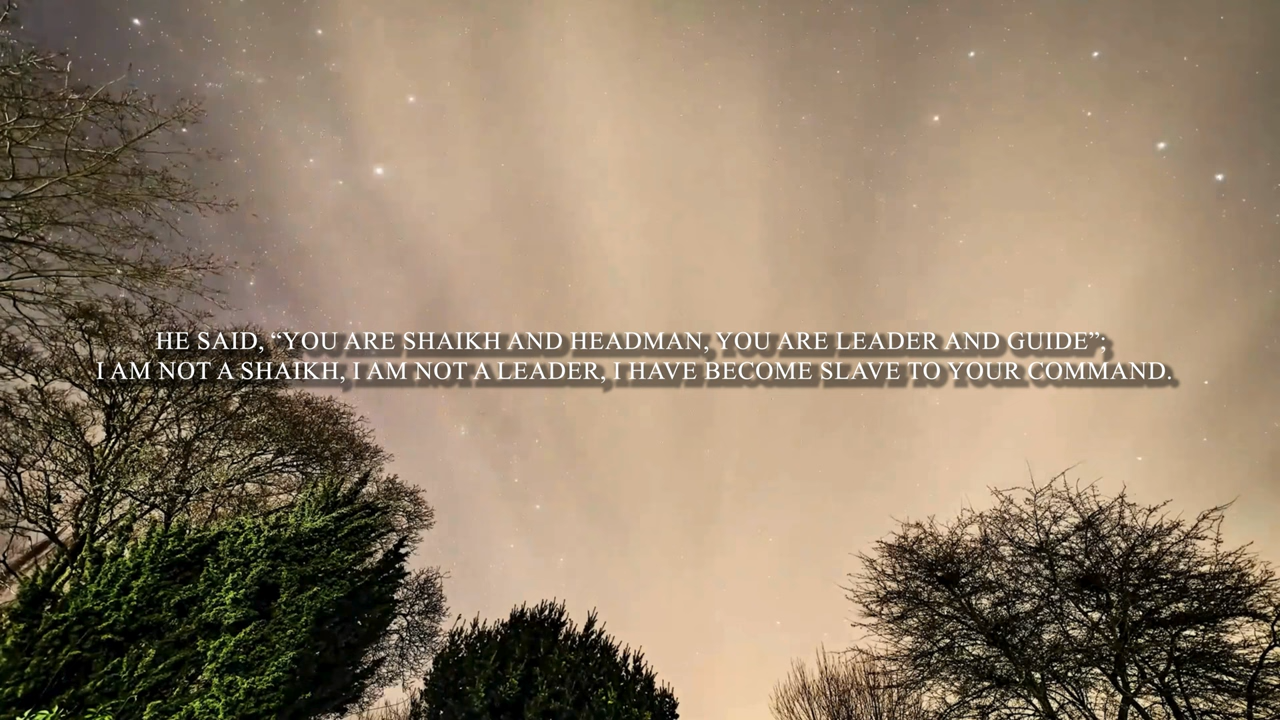 HE SAID, “YOU ARE SHAIKH AND HEADMAN, YOU ARE LEADER AND GUIDE”;
I AM NOT A SHAIKH, I AM NOT A LEADER, I HAVE BECOME SLAVE TO YOUR COMMAND.